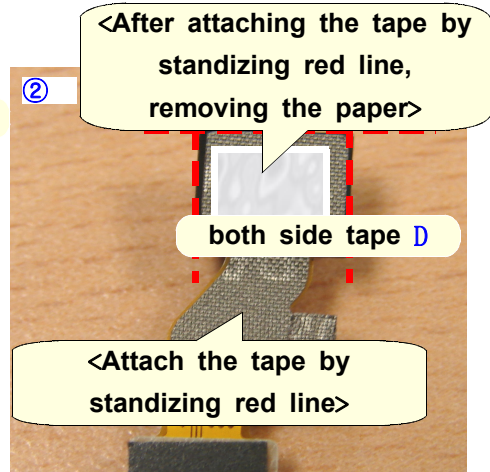 <After attaching the tape by
standizing red line,
removing the paper>
②
both side tape D
<Attach the tape by
standizing red line>